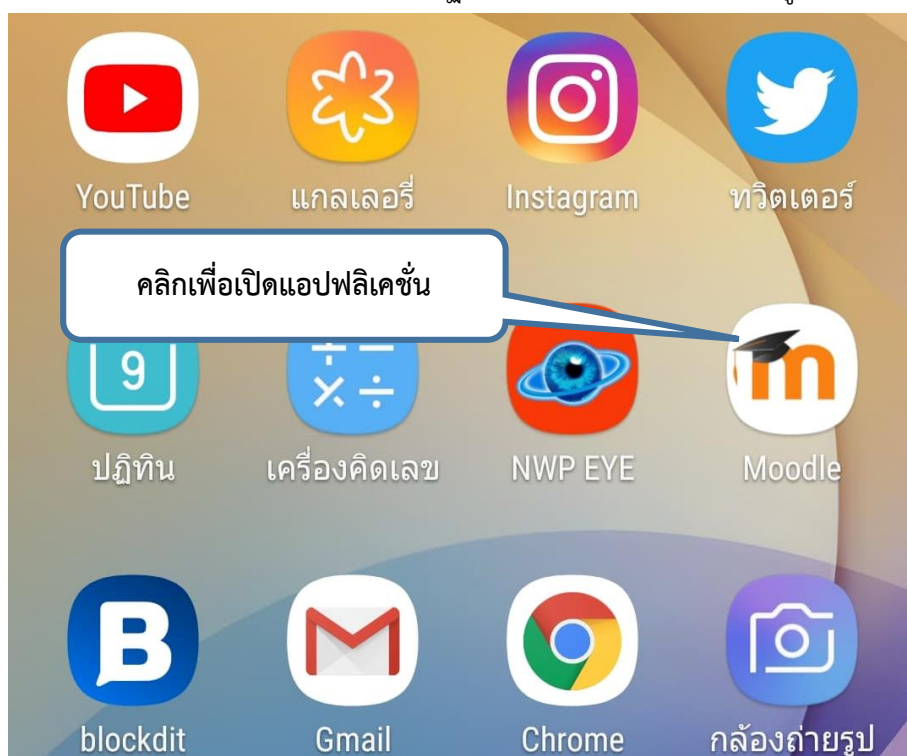 YouTube
แกลเลอรี่
Instagram
ทวิตเตอร์
คลิกเพื่อเปิดแอปฟลิเคชั่น
9
ปฏิทิน
เครื่องคิดเลข
NWP EYE
m
Moodle
B
blockdit
Gmail
Chrome
กล้องถ่ายรูป